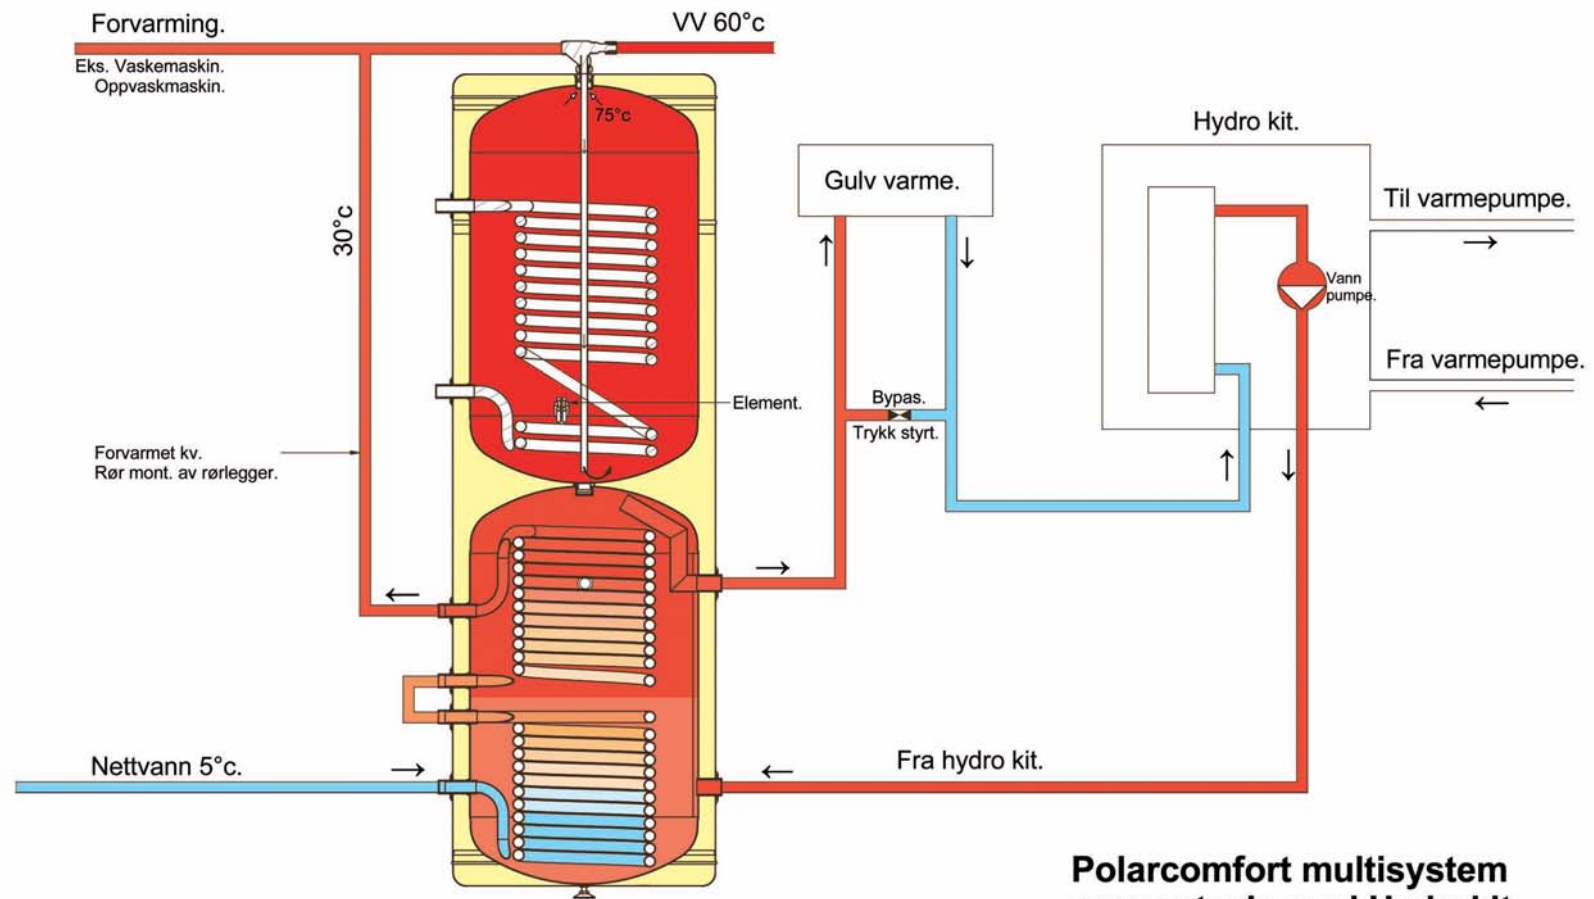 Forvarming.
VV 60°c
Eks. Vaskemaskin.
Oppvaskmaskin.
75°c
Hydro kit.
Gulv varme.
Til varmepumpe.
30°c
Vann
pumpe.
Fra varmepumpe.
Element.
Bypas.
Trykk styrt.
Forvarmet kv.
Rør mont. av rørlegger.
Nettvann 5°c.
Fra hydro kit.
Polarcomfort multisystem